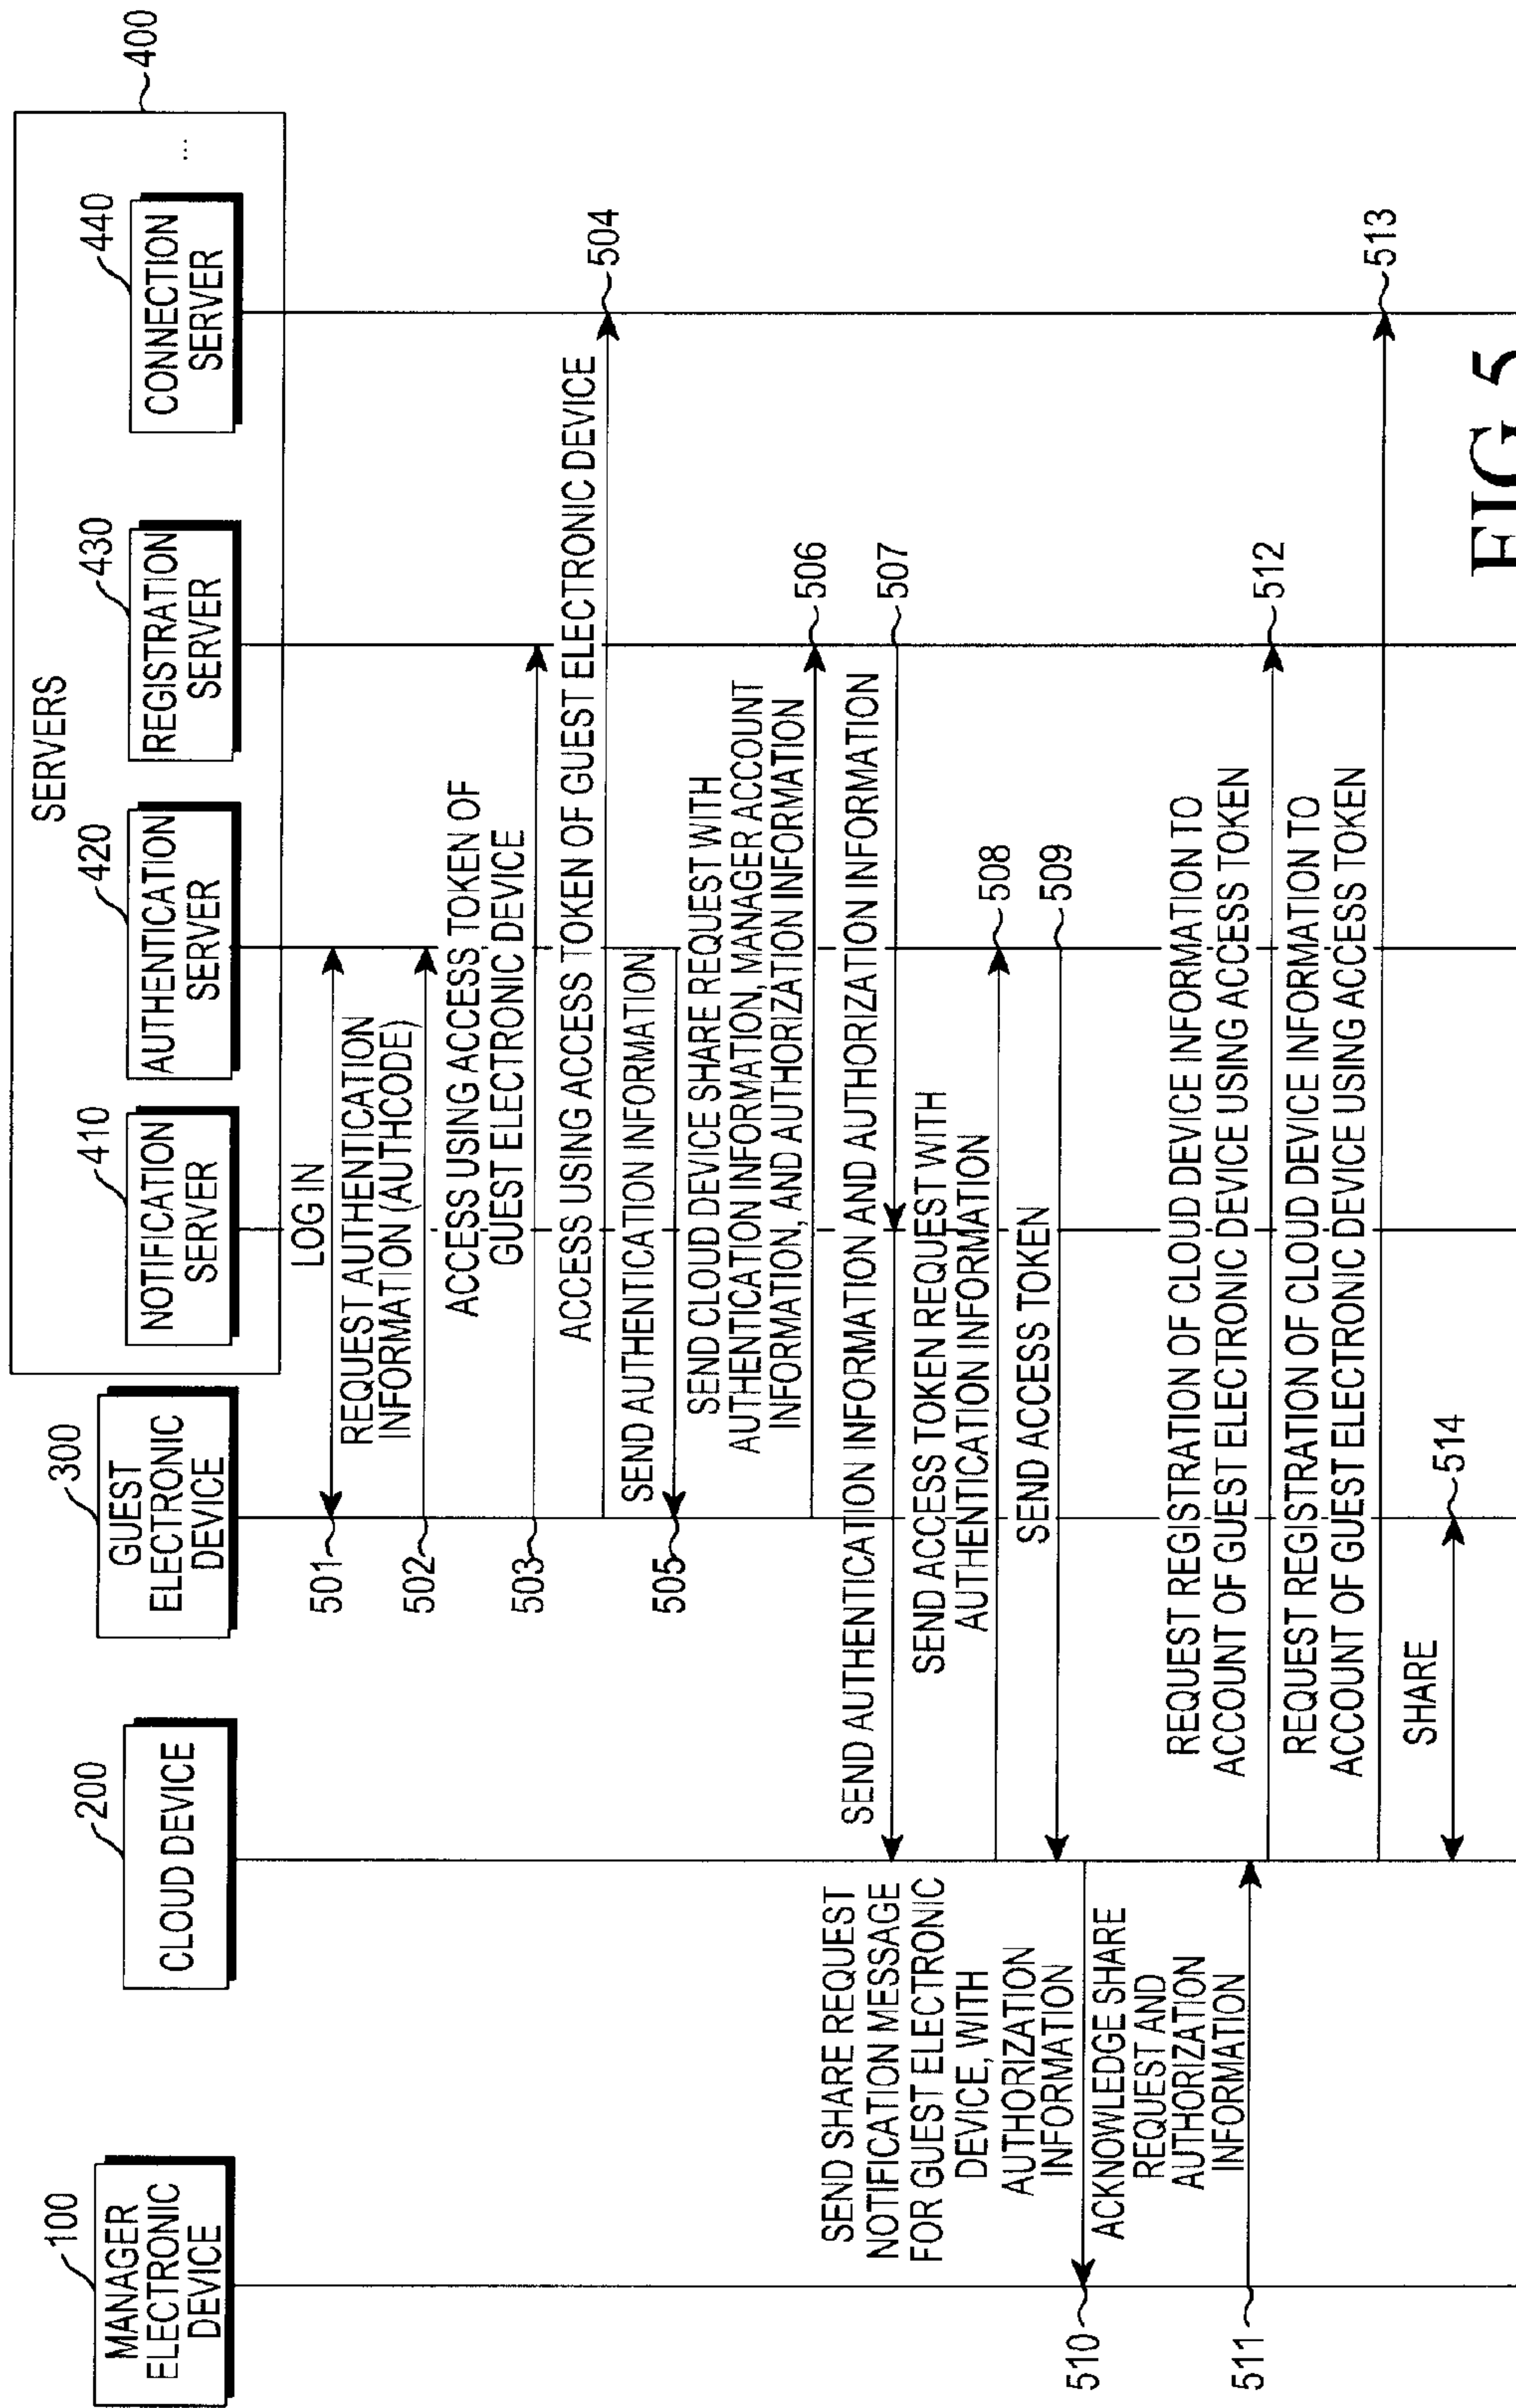 SERVERS
400
100
MANAGER
ELECTRONIC
DEVICE
200
CLOUD DEVICE
300
GUEST
ELECTRONIC
DEVICE
410
NOTIFICATION
SERVER
420
AUTHENTICATION
SERVER
430
REGISTRATION
SERVER
440
CONNECTION
SERVER
...
LOG IN
501
REQUEST AUTHENTICATION
INFORMATION (AUTHCODE)
502
ACCESS USING ACCESS TOKEN OF
GUEST ELECTRONIC DEVICE
503
ACCESS USING ACCESS TOKEN OF GUEST ELECTRONIC DEVICE
504
SEND AUTHENTICATION INFORMATION
505
SEND CLOUD DEVICE SHARE REQUEST WITH
AUTHENTICATION INFORMATION, MANAGER ACCOUNT
INFORMATION, AND AUTHORIZATION INFORMATION
506
SEND AUTHENTICATION INFORMATION AND AUTHORIZATION INFORMATION
507
SEND ACCESS TOKEN REQUEST WITH
AUTHENTICATION INFORMATION
508
SEND ACCESS TOKEN
509
SEND SHARE REQUEST
NOTIFICATION MESSAGE
FOR GUEST ELECTRONIC
DEVICE, WITH
AUTHORIZATION
INFORMATION
510
ACKNOWLEDGE SHARE
REQUEST AND
AUTHORIZATION
INFORMATION
511
REQUEST REGISTRATION OF CLOUD DEVICE INFORMATION TO
ACCOUNT OF GUEST ELECTRONIC DEVICE USING ACCESS TOKEN
512
REQUEST REGISTRATION OF CLOUD DEVICE INFORMATION TO
ACCOUNT OF GUEST ELECTRONIC DEVICE USING ACCESS TOKEN
513
SHARE
514
FIG.5